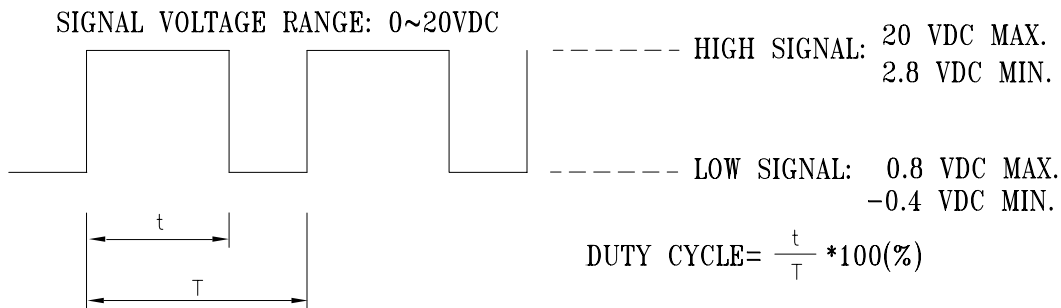 SIGNAL VOLTAGE RANGE: 0~20VDC
HIGH SIGNAL: 20 VDC MAX.
2.8 VDC MIN.
LOW SIGNAL: 0.8 VDC MAX.
-0.4 VDC MIN.
t
T
DUTY CYCLE= t/T *100(%)